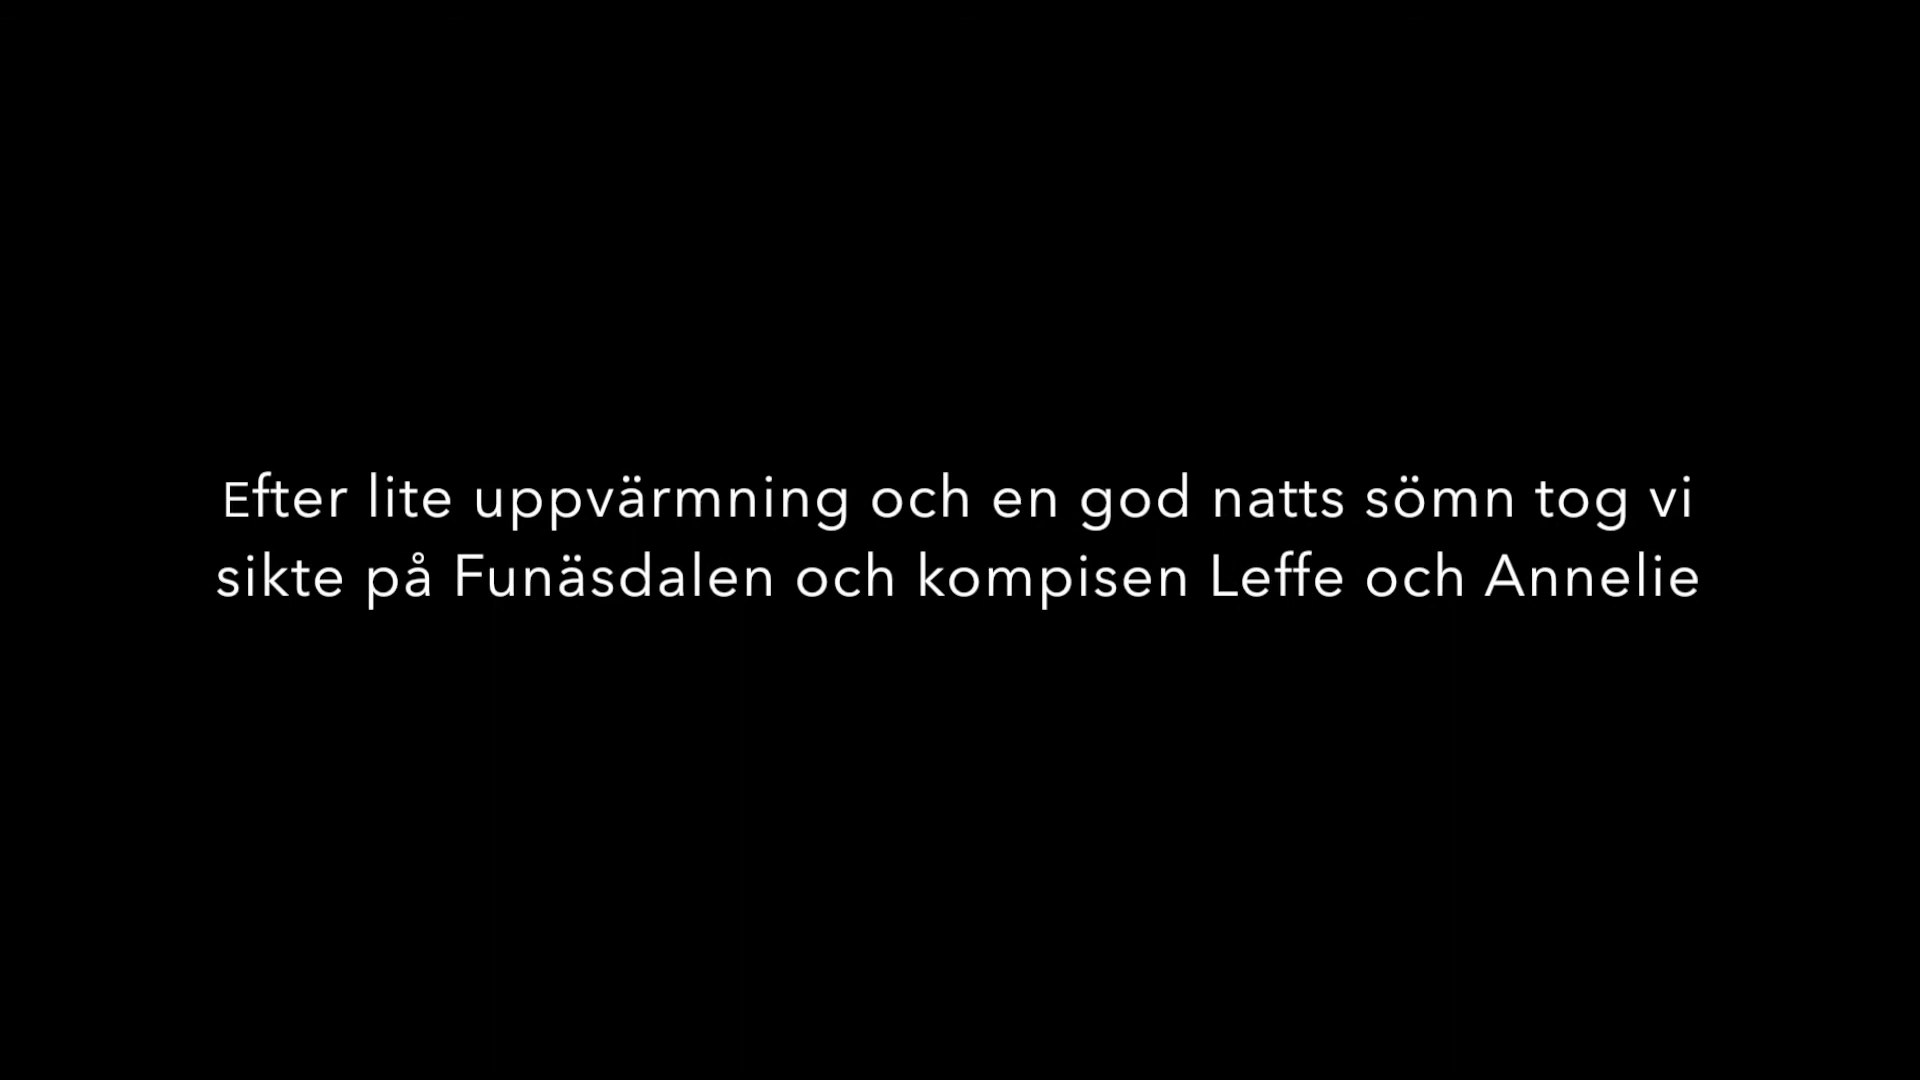 Efter lite uppvärmning och en god natts sömn tog vi
sikte på Funäsdalen och kompisen Leffe och Annelie